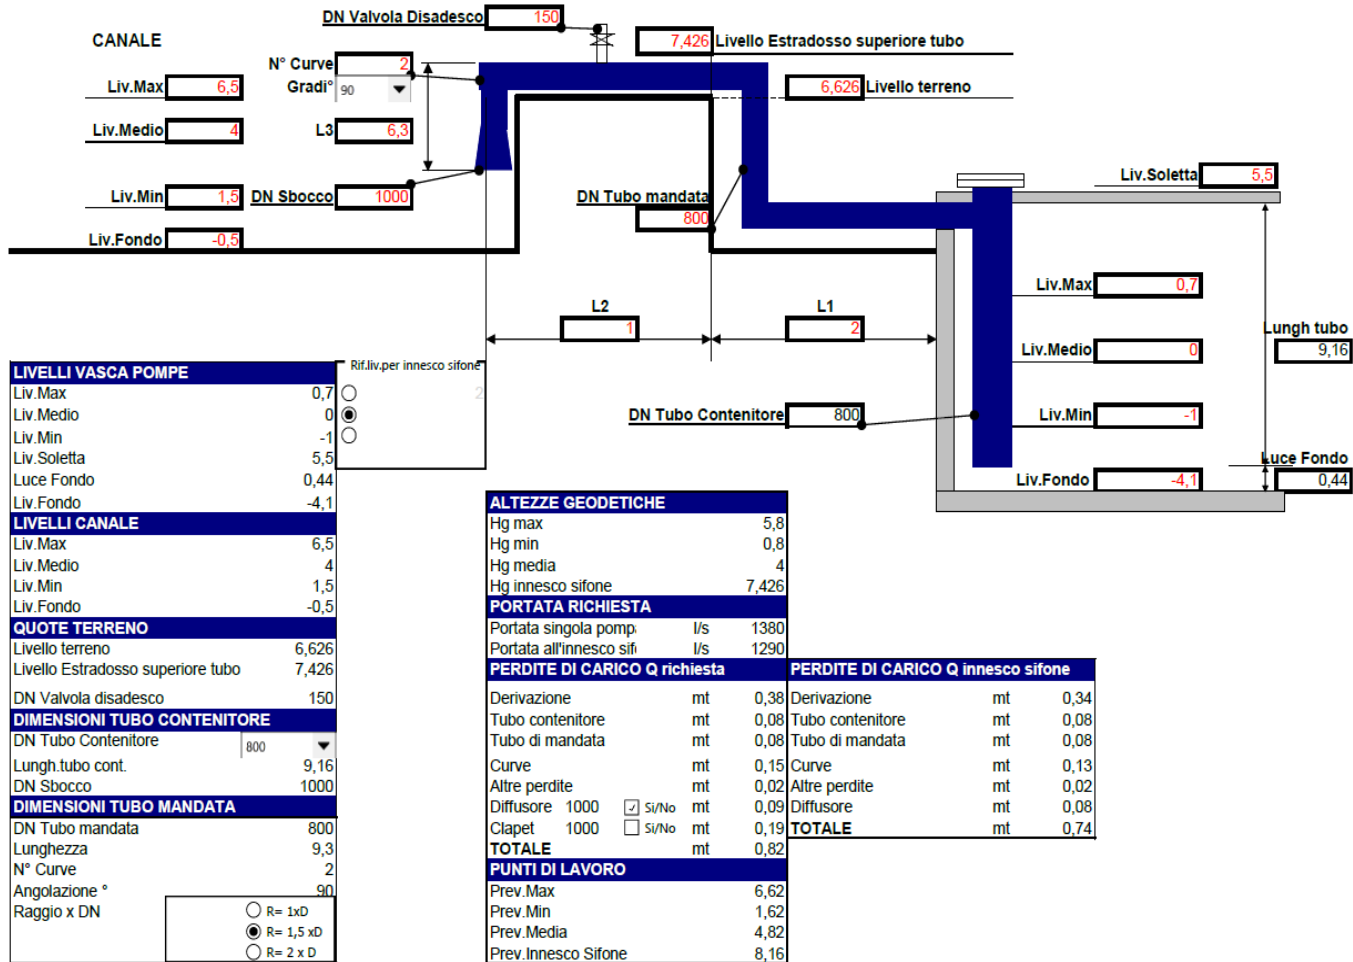 DN Valvola Disadesco 150
CANALE
7,426 Livello Estradosso superiore tubo
N° Curve 2
Gradi° 90
Liv.Max 6,5
6,626 Livello terreno
Liv.Medio 4
L3 6,3
Liv.Soletta 5,5
Liv.Min 1,5
DN Sbocco 1000
DN Tubo mandata
800
Liv.Fondo -0,5
Liv.Max 0,7
L2
1
L1
2
Lungh tubo
9,16
Liv.Medio 0
DN Tubo Contenitore 800
Liv.Min -1
Luce Fondo
0,44
Liv.Fondo -4,1
Rif.liv.per innesco sifone
2
LIVELLI VASCA POMPE
Liv.Max 0,7
Liv.Medio 0
Liv.Min -1
Liv.Soletta 5,5
Luce Fondo 0,44
Liv.Fondo -4,1
LIVELLI CANALE
Liv.Max 6,5
Liv.Medio 4
Liv.Min 1,5
Liv.Fondo -0,5
QUOTE TERRENO
Livello terreno 6,626
Livello Estradosso superiore tubo 7,426
DN Valvola disadesco 150
DIMENSIONI TUBO CONTENITORE
DN Tubo Contenitore 800
Lungh.tubo cont. 9,16
DN Sbocco 1000
DIMENSIONI TUBO MANDATA
DN Tubo mandata 800
Lunghezza 9,3
N° Curve 2
Angolazione ° 90
Raggio x DN
R= 1xD
R= 1,5 xD
R= 2 x D
ALTEZZE GEODETICHE
Hg max 5,8
Hg min 0,8
Hg media 4
Hg innesco sifone 7,426
PORTATA RICHIESTA
Portata singola pomp l/s 1380
Portata all'innesco sif l/s 1290
PERDITE DI CARICO Q richiesta
Derivazione mt 0,38
Tubo contenitore mt 0,08
Tubo di mandata mt 0,08
Curve mt 0,15
Altre perdite mt 0,02
Diffusore 1000 Si/No mt 0,09
Clapet 1000 Si/No mt 0,19
TOTALE mt 0,82
PERDITE DI CARICO Q innesco sifone
Derivazione mt 0,34
Tubo contenitore mt 0,08
Tubo di mandata mt 0,08
Curve mt 0,13
Altre perdite mt 0,02
Diffusore mt 0,08
TOTALE mt 0,74
PUNTI DI LAVORO
Prev.Max 6,62
Prev.Min 1,62
Prev.Media 4,82
Prev.Innesco Sifone 8,16